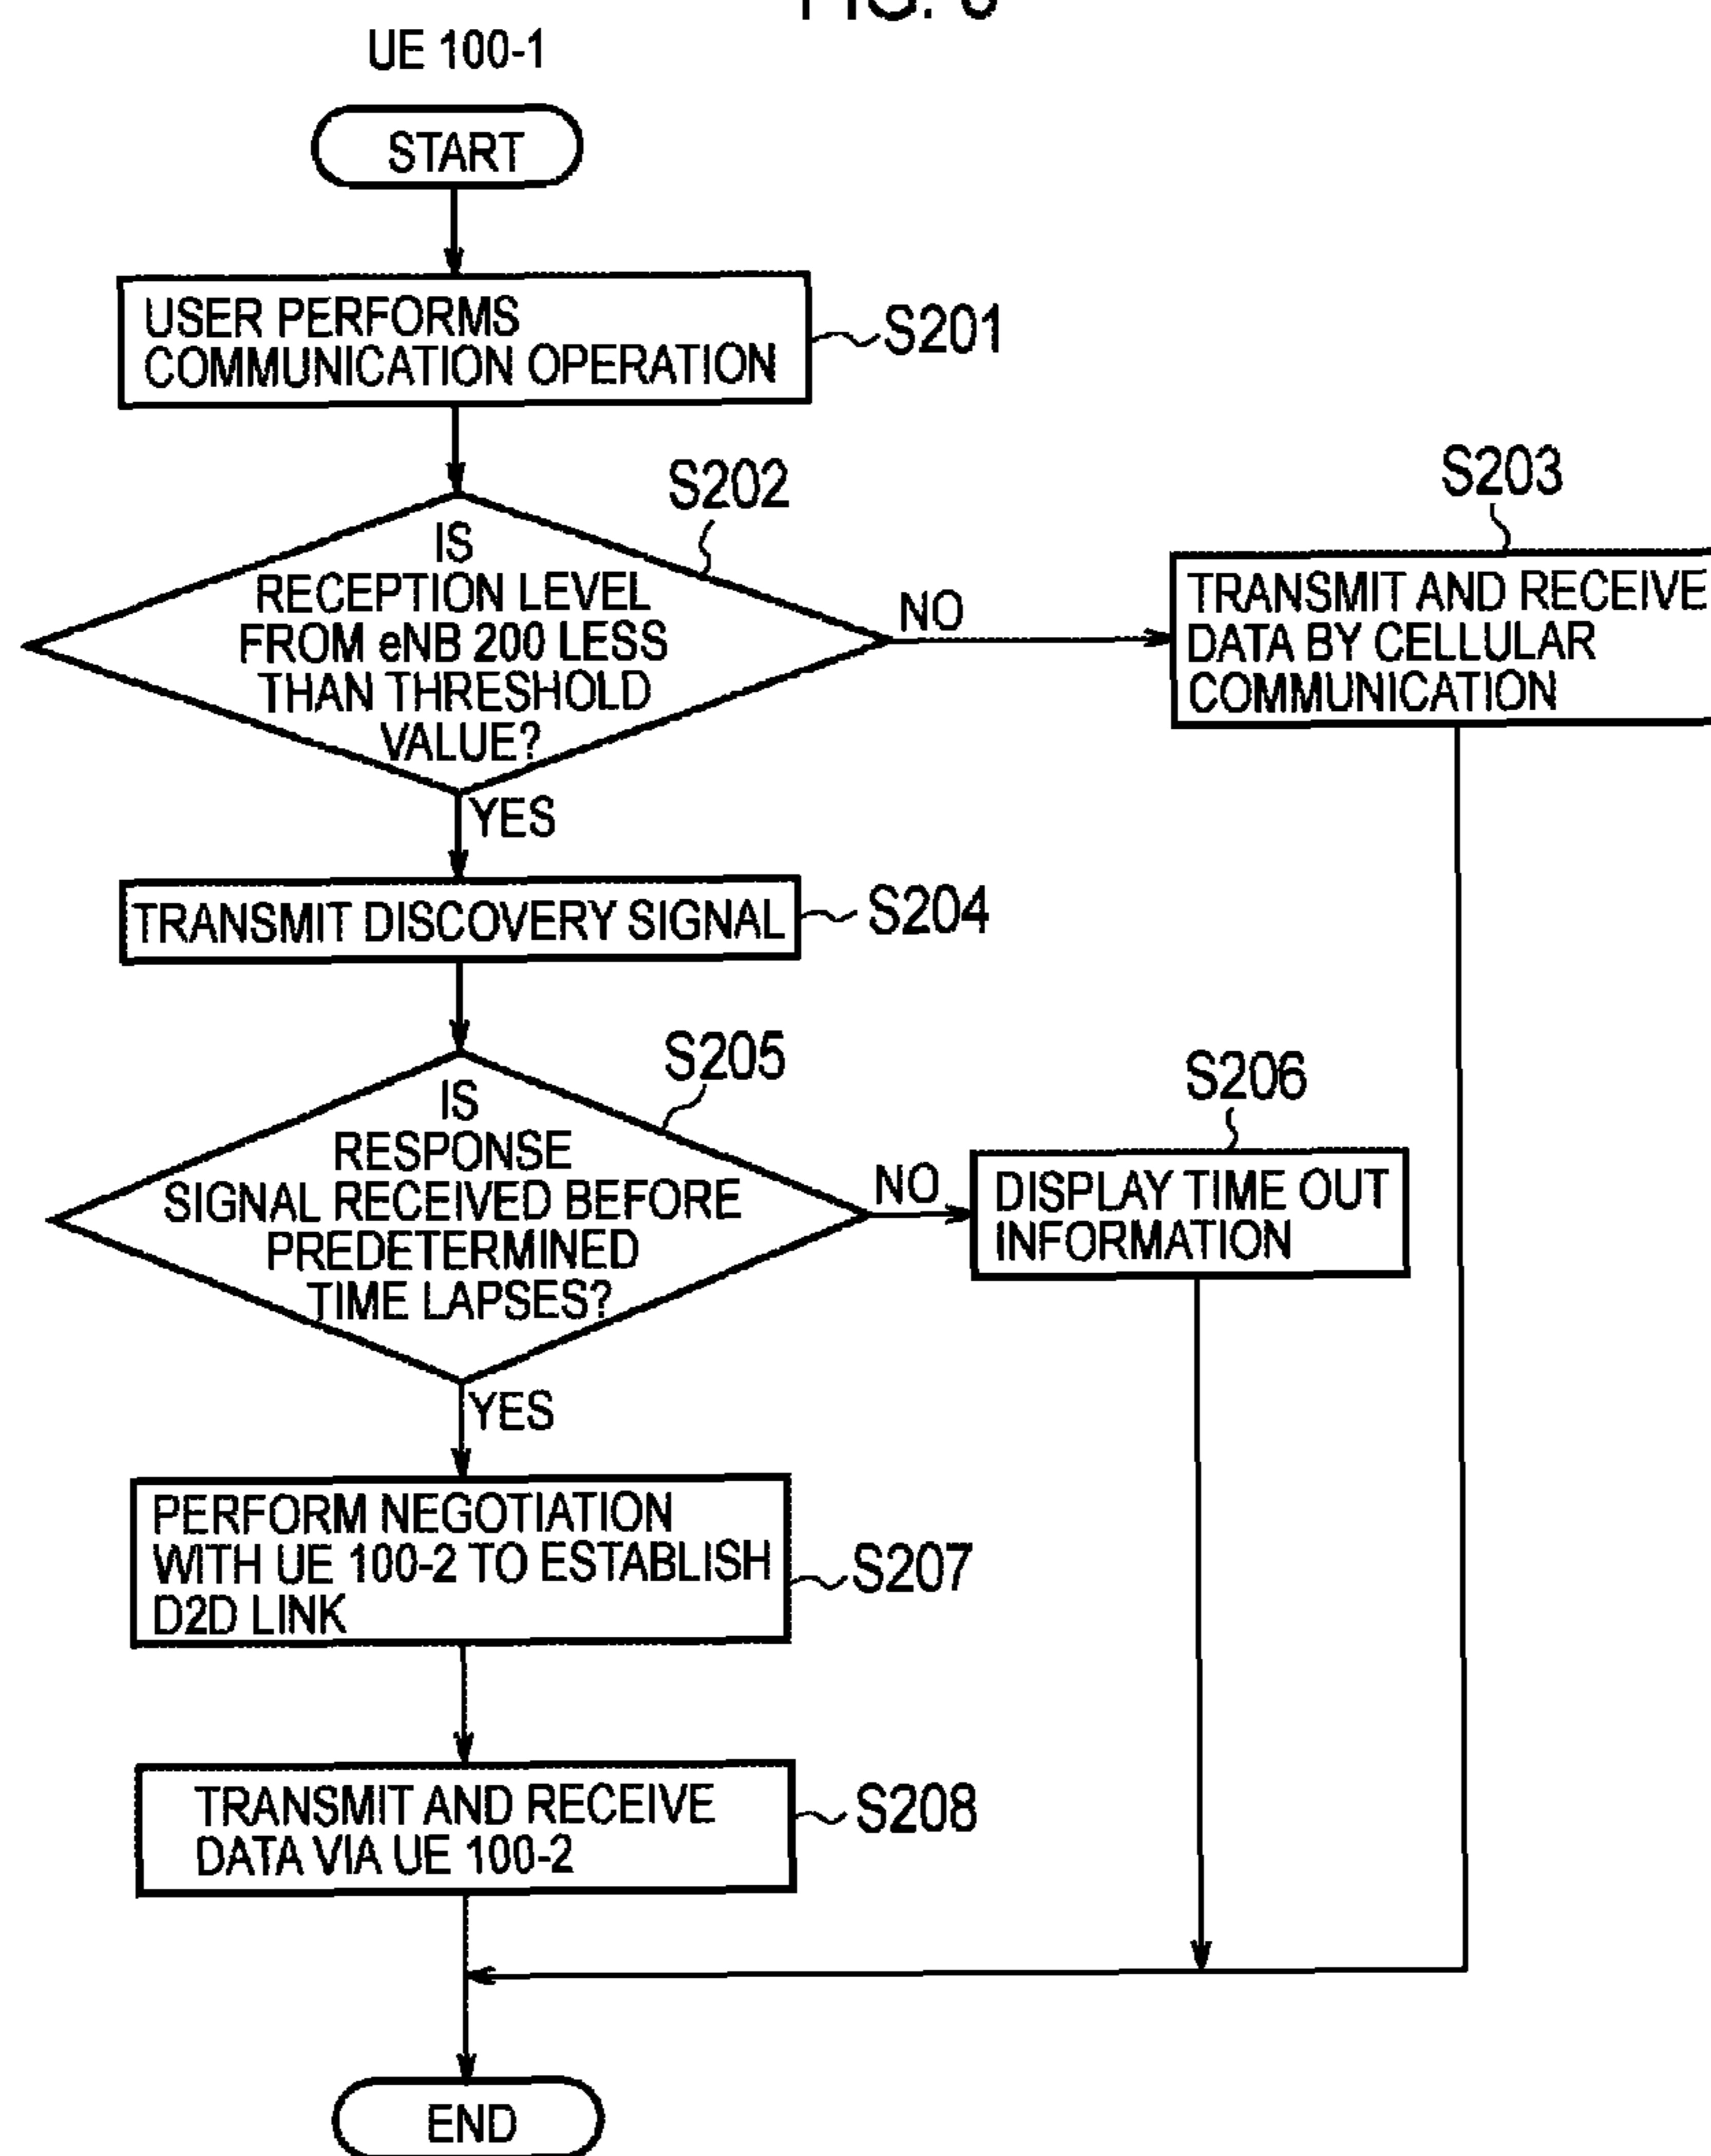 UE 100-1
START
USER PERFORMS
COMMUNICATION OPERATION
S201
S202
IS
RECEPTION LEVEL
FROM eNB 200 LESS
THAN THRESHOLD
VALUE?
NO
S203
TRANSMIT AND RECEIVE
DATA BY CELLULAR
COMMUNICATION
YES
TRANSMIT DISCOVERY SIGNAL
S204
S205
IS
RESPONSE
SIGNAL RECEIVED BEFORE
PREDETERMINED
TIME LAPSES?
NO
S206
DISPLAY TIME OUT
INFORMATION
YES
PERFORM NEGOTIATION
WITH UE 100-2 TO ESTABLISH
D2D LINK
S207
TRANSMIT AND RECEIVE
DATA VIA UE 100-2
S208
END